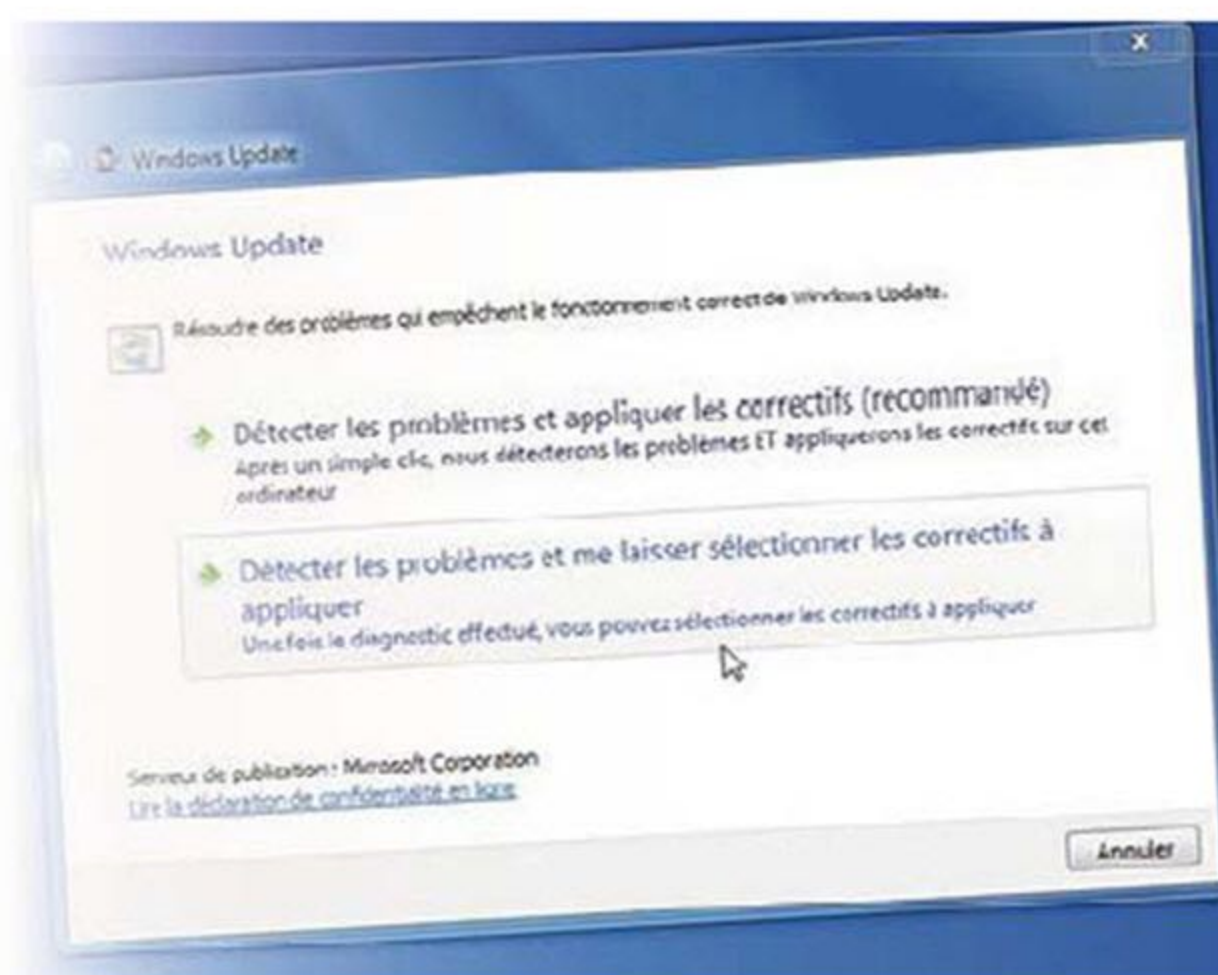 Windows Update
Windows Update
Résoudre des problèmes qui empêchent le fonctionnement correct de Windows Update.
Détecter les problèmes et appliquer les correctifs (recommandé)
Après un simple clic, nous détecterons les problèmes ET appliquerons les correctifs sur cet
ordinateur
Détecter les problèmes et me laisser sélectionner les correctifs à
appliquer
Une fois le diagnostic effectué, vous pouvez sélectionner les correctifs à appliquer
Serveur de publication : Microsoft Corporation
Lire la déclaration de confidentialité en ligne
Annuler